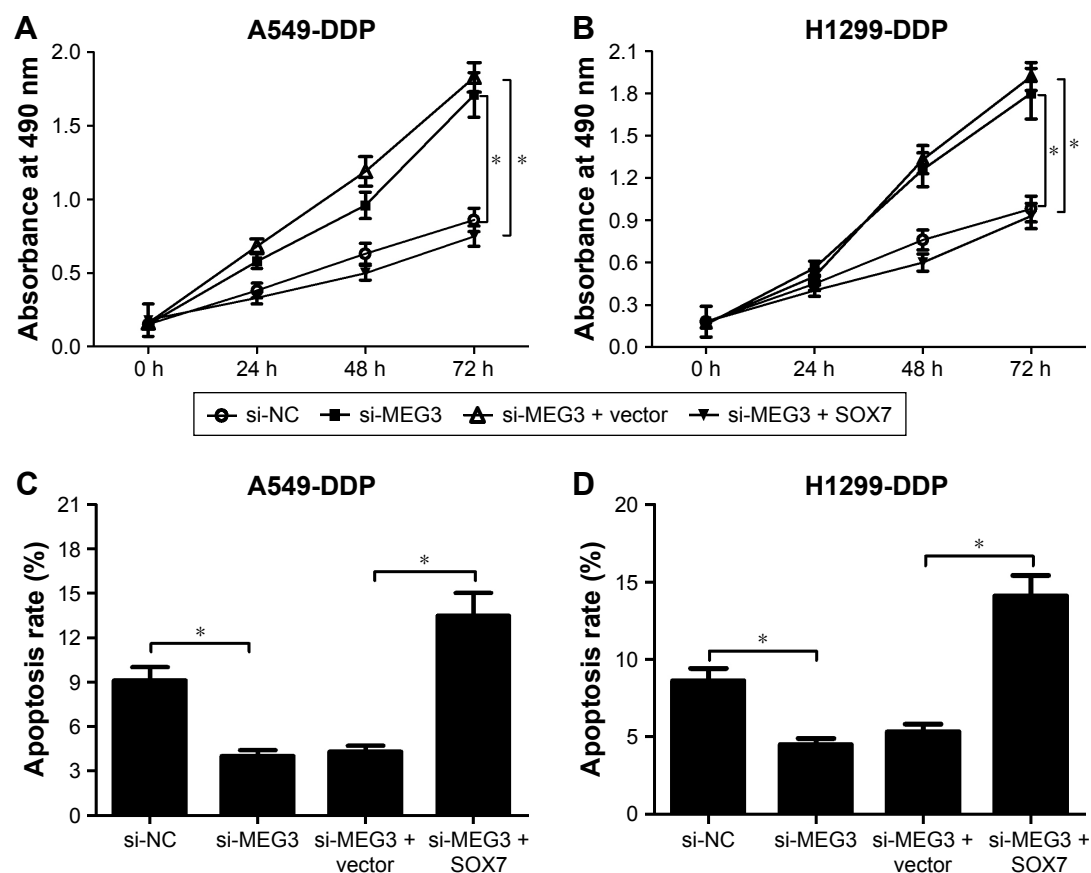 A
A549-DDP
Absorbance at 490 nm
2.0
1.5
1.0
0.5
0.0
0 h 24 h 48 h 72 h
* *
B
H1299-DDP
Absorbance at 490 nm
2.1
1.8
1.5
1.2
0.9
0.6
0.3
0.0
0 h 24 h 48 h 72 h
* *
si-NC si-MEG3 si-MEG3 + vector si-MEG3 + SOX7
C
A549-DDP
Apoptosis rate (%)
21
18
15
12
9
6
3
0
*
*
si-NC si-MEG3 si-MEG3 + si-MEG3 +
vector SOX7
D
H1299-DDP
Apoptosis rate (%)
20
15
10
5
0
*
*
si-NC si-MEG3 si-MEG3 + si-MEG3 +
vector SOX7